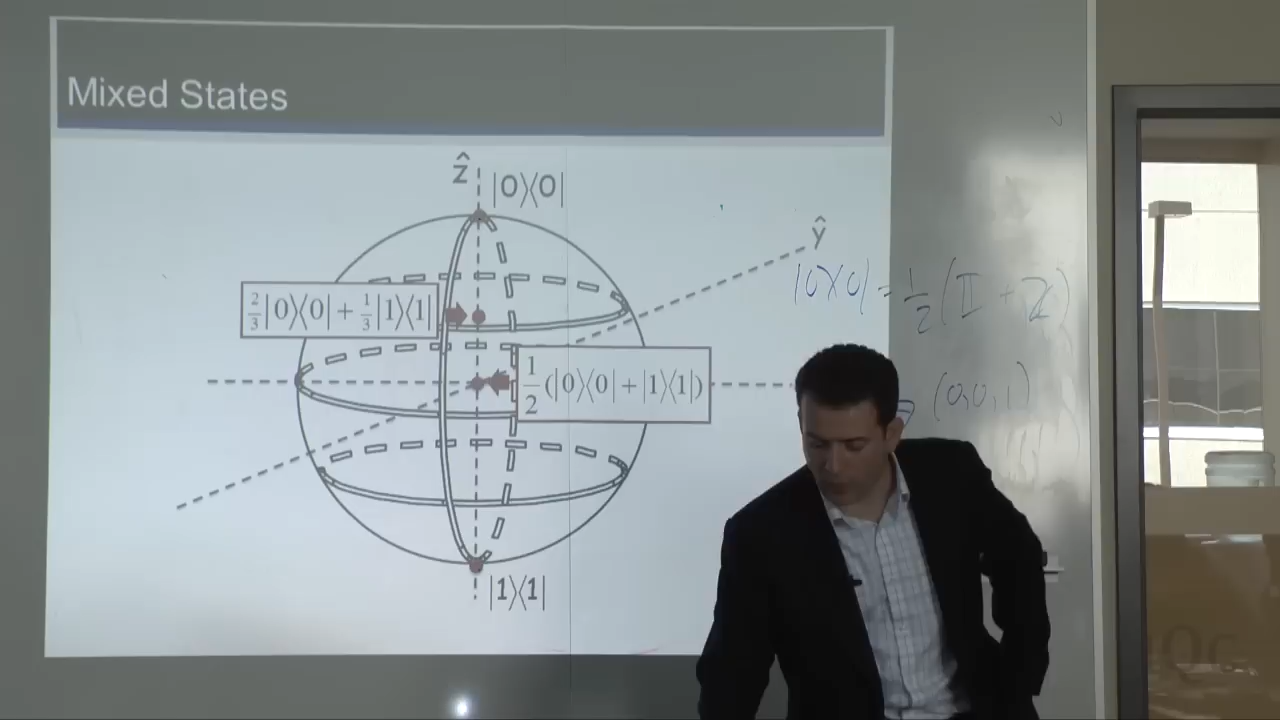 Mixed States
ẑ
|0⟩⟨0|
ŷ
|0⟩⟨0| = 1/2 (𝕀 + Z)
2/3|0⟩⟨0| + 1/3|1⟩⟨1|
1/2(|0⟩⟨0| + |1⟩⟨1|)
(0,0,1)
|1⟩⟨1|